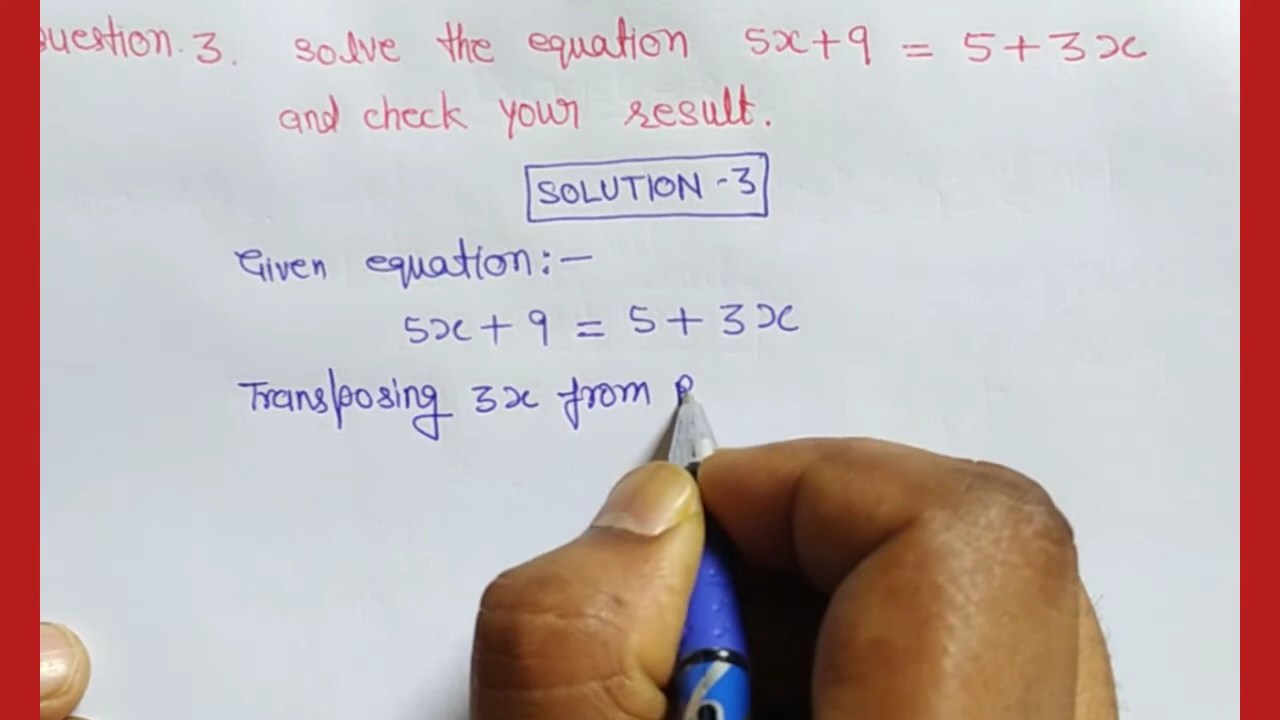 uestion. 3. solve the equation 5x+9 = 5+3x
and check your result.
SOLUTION -3
Given equation:-
5x+9 = 5+3x
Transposing 3x from